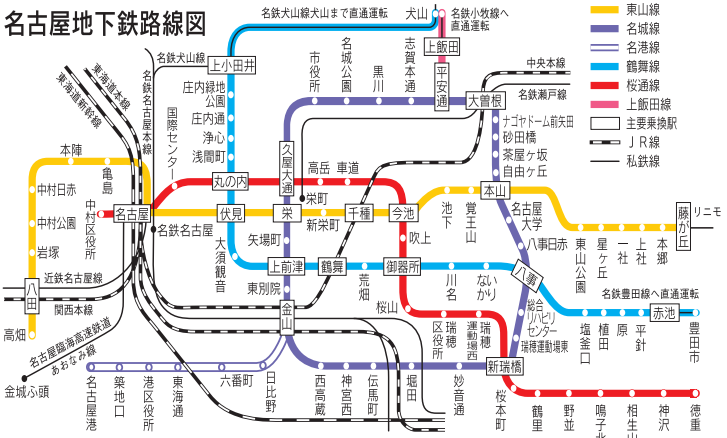 名古屋地下鉄路線図
名鉄犬山線犬山まで直通運転
犬山
名鉄小牧線へ
直通運転
上飯田
平安通
東山線
名城線
名港線
鶴舞線
桜通線
上飯田線
主要乗換駅
ＪＲ線
私鉄線
名鉄犬山線
上小田井
市役所
名城公園
黒川
志賀本通
大曽根
中央本線
名鉄瀬戸線
東海道本線
東海道新幹線
名鉄名古屋本線
庄内緑地
公園
庄内通
浄心
浅間町
国際センター
ナゴヤドーム前矢田
砂田橋
茶屋ヶ坂
自由ヶ丘
久屋大通
本陣
亀島
中村日赤
中村公園
岩塚
八田
高畑
中村区役所
名古屋
名鉄名古屋
丸の内
伏見
大須観音
高岳
車道
栄町
栄
新栄町
千種
今池
池下
覚王山
本山
名古屋
大学
八事日赤
東山公園
星ヶ丘
一社
上社
本郷
藤が丘
リニモ
矢場町
吹上
上前津
鶴舞
荒畑
御器所
川名
いりなか
八事
東別院
金山
桜山
近鉄名古屋線
関西本線
名古屋臨海高速鉄道
あおなみ線
金城ふ頭
総合
リハビリ
センター
瑞穂運動場東
名鉄豊田線へ直通運転
赤池
塩釜口
植田
原
平針
豊田市
瑞穂
区役所
瑞穂
運動場西
新瑞橋
名古屋港
築地口
港区役所
東海通
六番町
日比野
西高蔵
神宮西
伝馬町
堀田
妙音通
桜本町
鶴里
野並
鳴子北
相生山
神沢
徳重